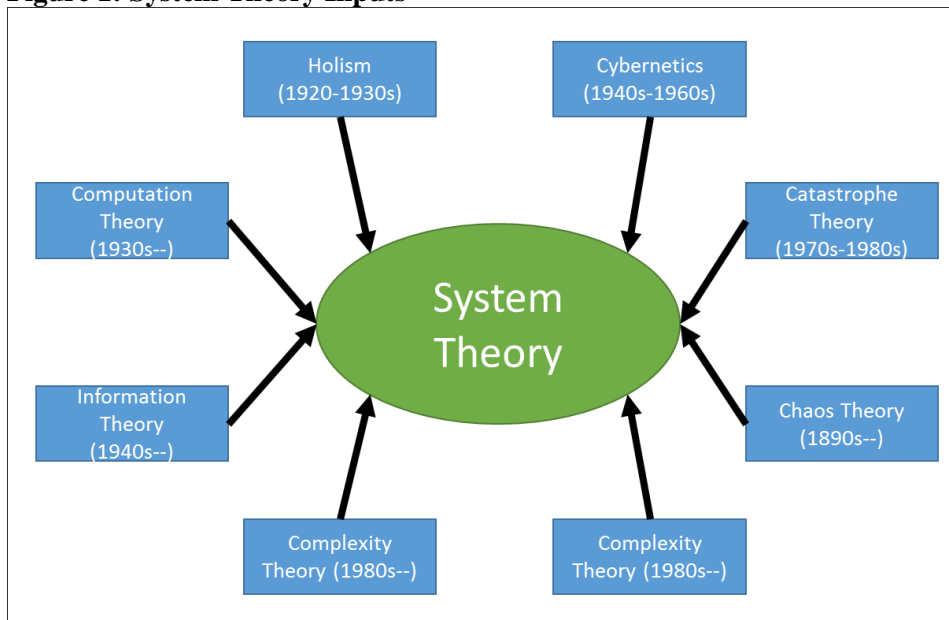 Holism
(1920-1930s)
Cybernetics
(1940s-1960s)
Computation
Theory
(1930s--)
Catastrophe
Theory
(1970s-1980s)
System
Theory
Information
Theory
(1940s--)
Chaos Theory
(1890s--)
Complexity
Theory (1980s--)
Complexity
Theory (1980s--)